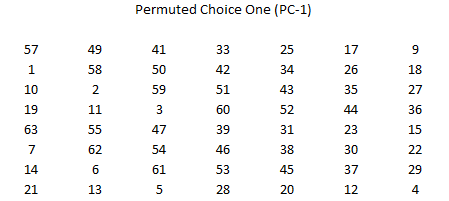 Permuted Choice One (PC-1)
57 49 41 33 25 17 9
1 58 50 42 34 26 18
10 2 59 51 43 35 27
19 11 3 60 52 44 36
63 55 47 39 31 23 15
7 62 54 46 38 30 22
14 6 61 53 45 37 29
21 13 5 28 20 12 4